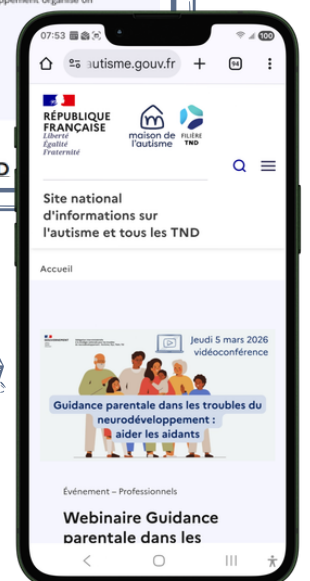 07:53
100
autisme.gouv.fr
94
RÉPUBLIQUE
FRANÇAISE
Liberté
Égalité
Fraternité
maison de
l'autisme
FILIÈRE
TND
Site national
d'informations sur
l'autisme et tous les TND
Accueil
Jeudi 5 mars 2026
vidéoconférence
Guidance parentale dans les troubles du
neurodéveloppement :
aider les aidants
Événement – Professionnels
Webinaire Guidance
parentale dans les